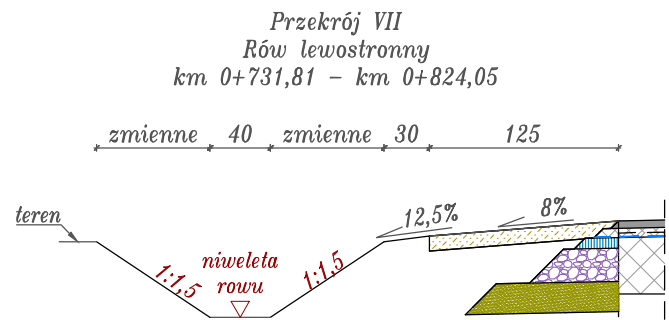 Przekrój VII
Rów lewostronny
km 0+731,81 – km 0+824,05
zmienne 40 zmienne 30 125
teren
12,5% 8%
1:1,5 niweleta 1:1,5
rowu